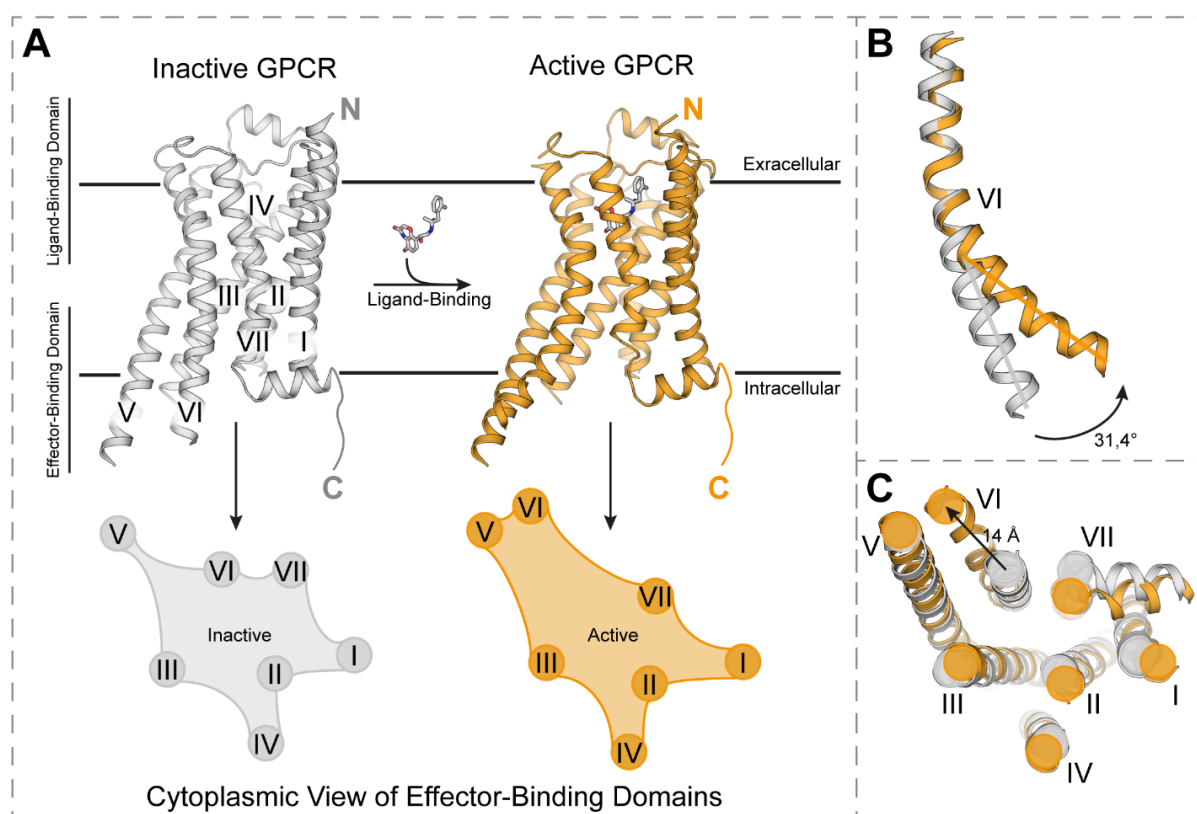 A
Inactive GPCR
Active GPCR
Ligand-Binding Domain
Effector-Binding Domain
N
N
Exracellular
IV
III
II
VII
I
V
VI
Ligand-Binding
Intracellular
C
C
V
VI
VII
Inactive
III
II
I
IV
V
VI
VII
Active
III
II
I
IV
Cytoplasmic View of Effector-Binding Domains
B
VI
31,4°
C
VI
V
14 Å
VII
III
II
I
IV